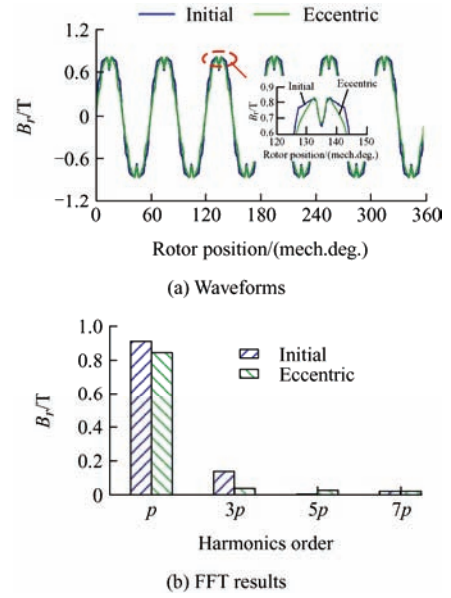 Initial Eccentric
B_r/T
1.2
0.6
0
−0.6
−1.2
0 60 120 180 240 300 360
Initial Eccentric
B_r/T
0.9
0.8
0.7
0.6
120 130 140 150
Rotor position/(mech.deg.)
Rotor position/(mech.deg.)
(a) Waveforms
B_r/T
1.0
0.8
0.6
0.4
0.2
0
Initial
Eccentric
p 3p 5p 7p
Harmonics order
(b) FFT results